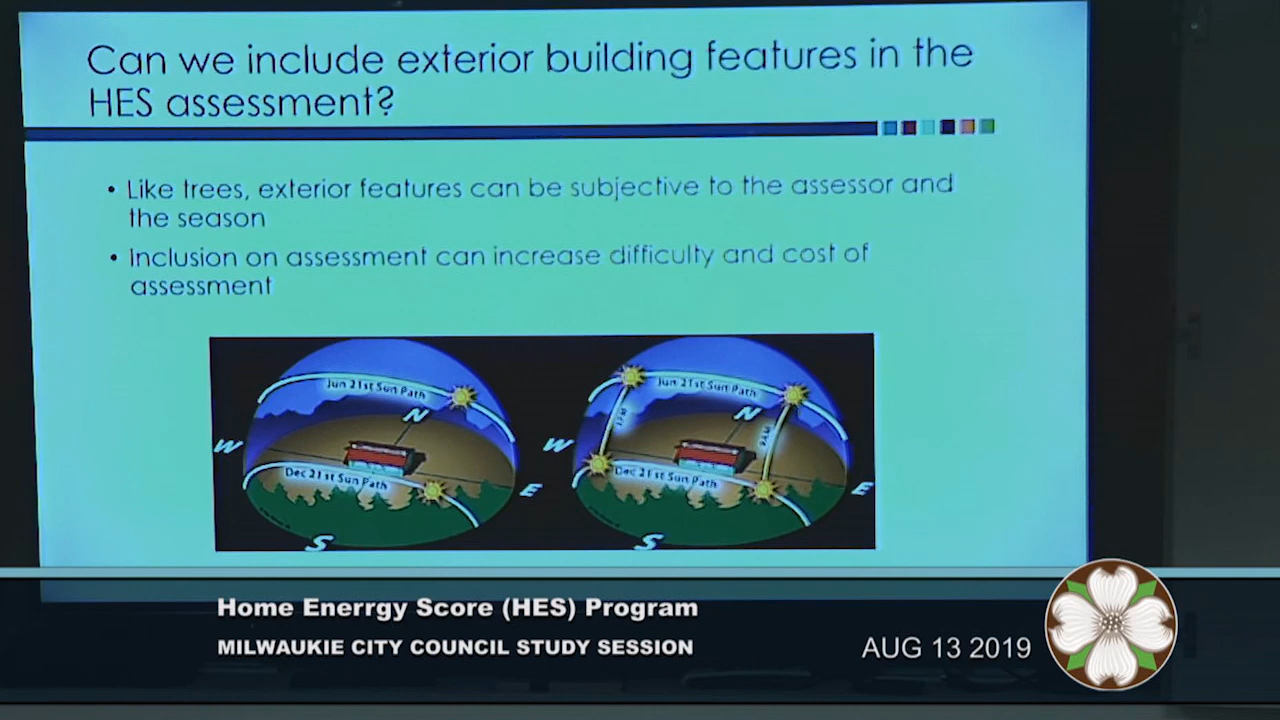 Can we include exterior building features in the
HES assessment?
• Like trees, exterior features can be subjective to the assessor and
the season
• Inclusion on assessment can increase difficulty and cost of
assessment
Jun 21st Sun Path
N
W
Dec 21st Sun Path
E
S
Jun 21st Sun Path
N
W
Dec 21st Sun Path
E
S
Home Enerrgy Score (HES) Program
MILWAUKIE CITY COUNCIL STUDY SESSION
AUG 13 2019